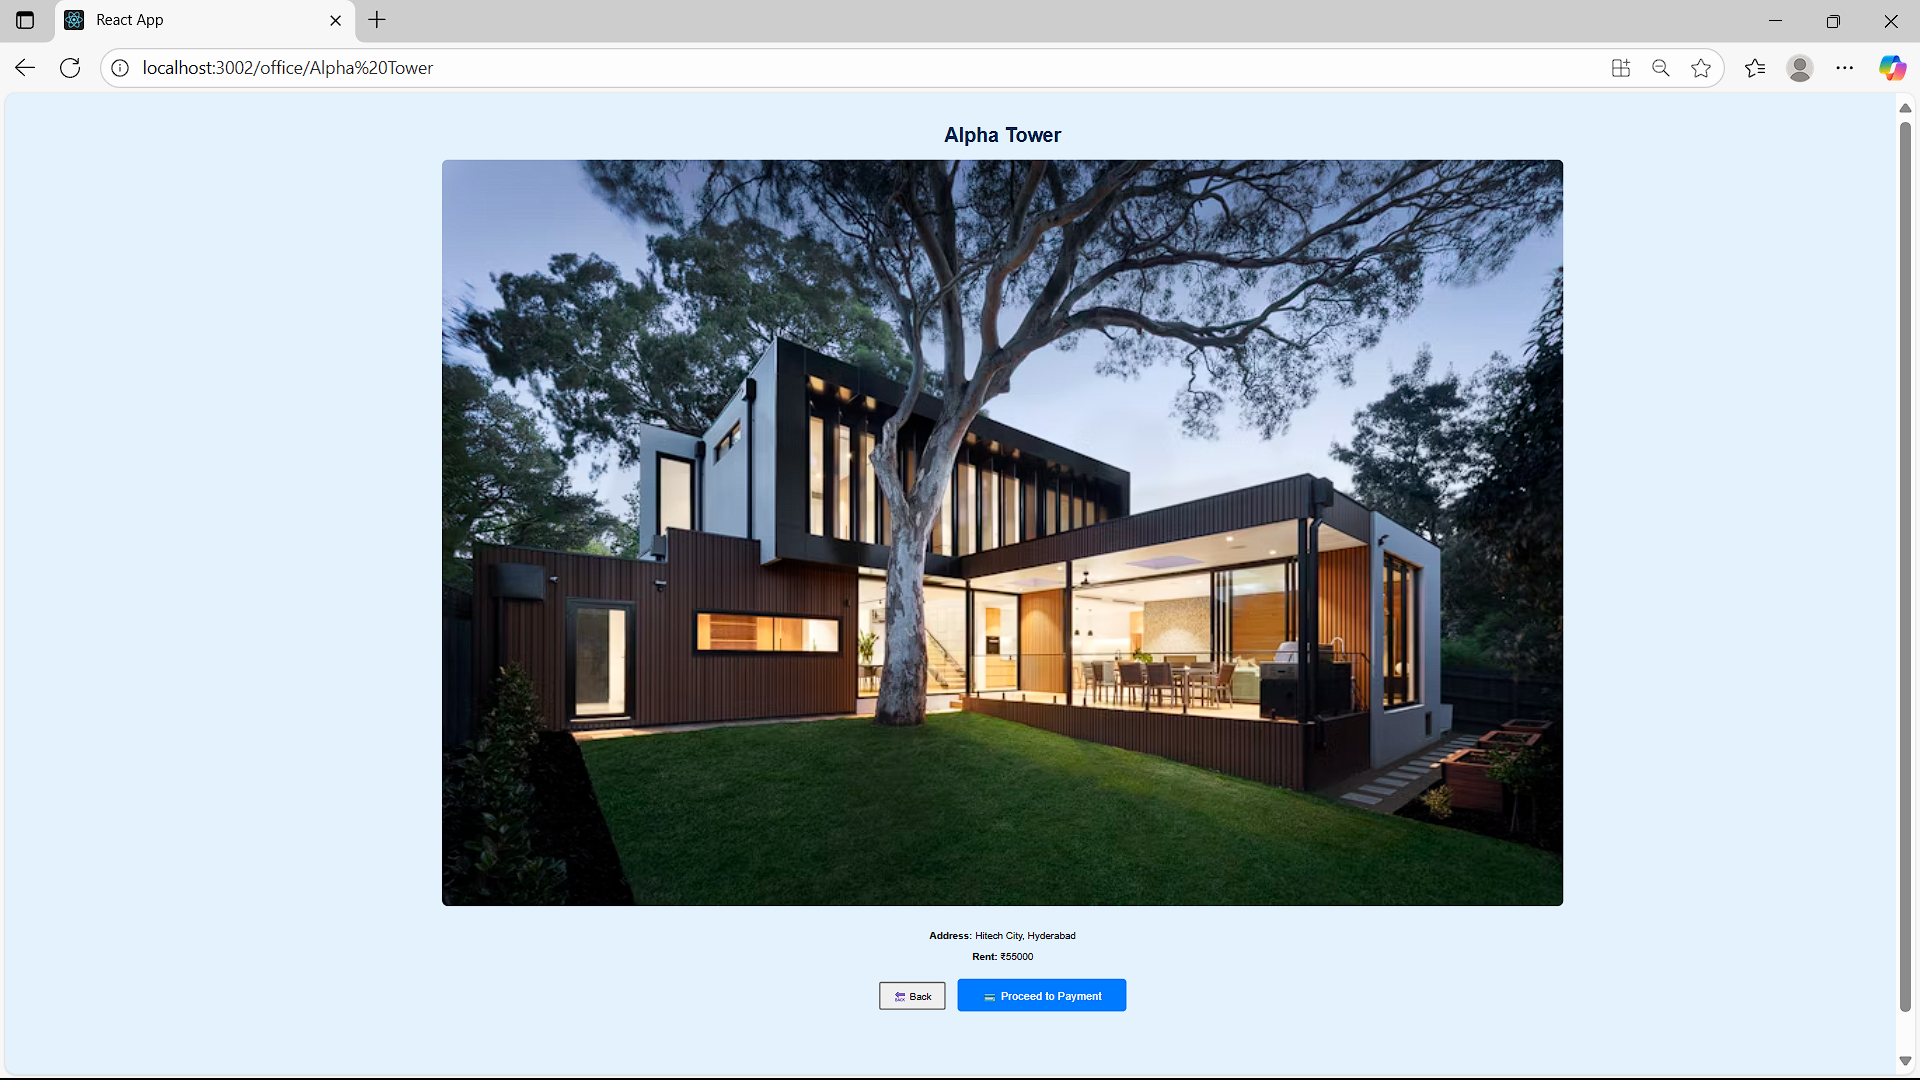 React App
localhost:3002/office/Alpha%20Tower
Alpha Tower
Address: Hitech City, Hyderabad
Rent: ₹55000
🔙 Back
💳 Proceed to Payment